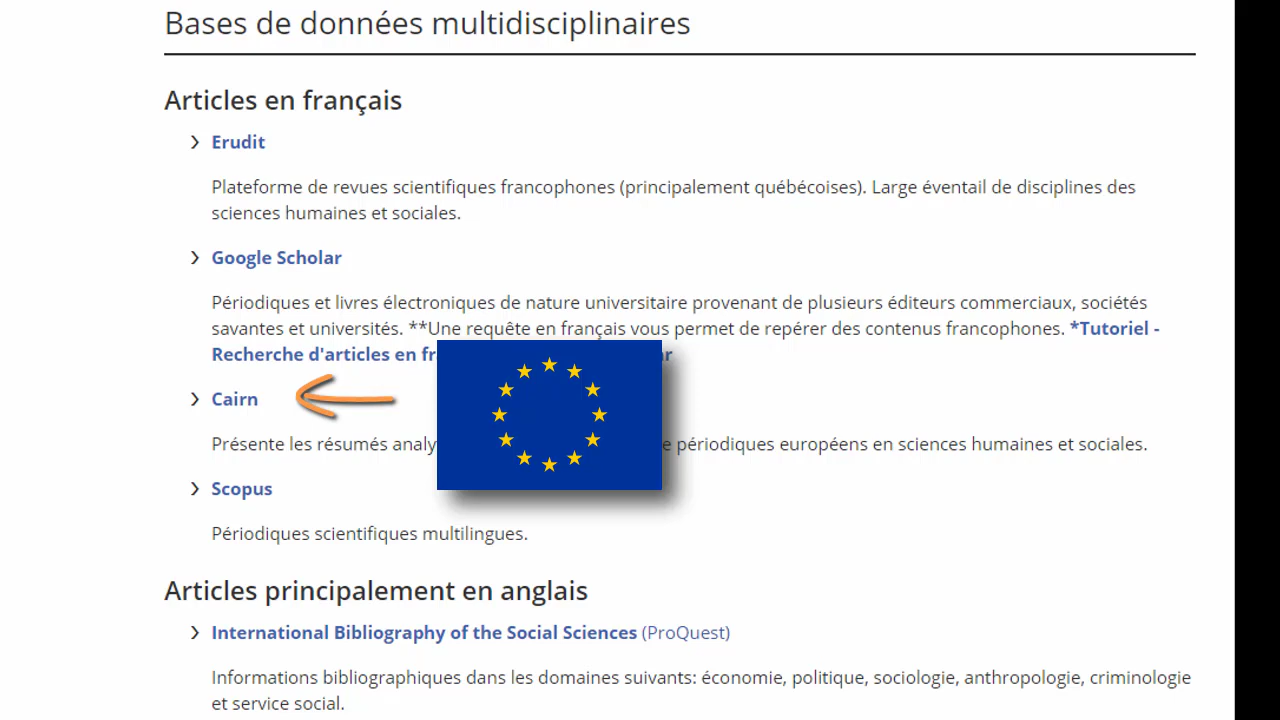 Bases de données multidisciplinaires
Articles en français
Erudit
Plateforme de revues scientifiques francophones (principalement québécoises). Large éventail de disciplines des
sciences humaines et sociales.
Google Scholar
Périodiques et livres électroniques de nature universitaire provenant de plusieurs éditeurs commerciaux, sociétés
savantes et universités. **Une requête en français vous permet de repérer des contenus francophones. *Tutoriel -
Recherche d'articles en
Cairn
Présente les résumés périodiques européens en sciences humaines et sociales.
Scopus
Périodiques scientifiques multilingues.
Articles principalement en anglais
International Bibliography of the Social Sciences (ProQuest)
Informations bibliographiques dans les domaines suivants: économie, politique, sociologie, anthropologie, criminologie
et service social.